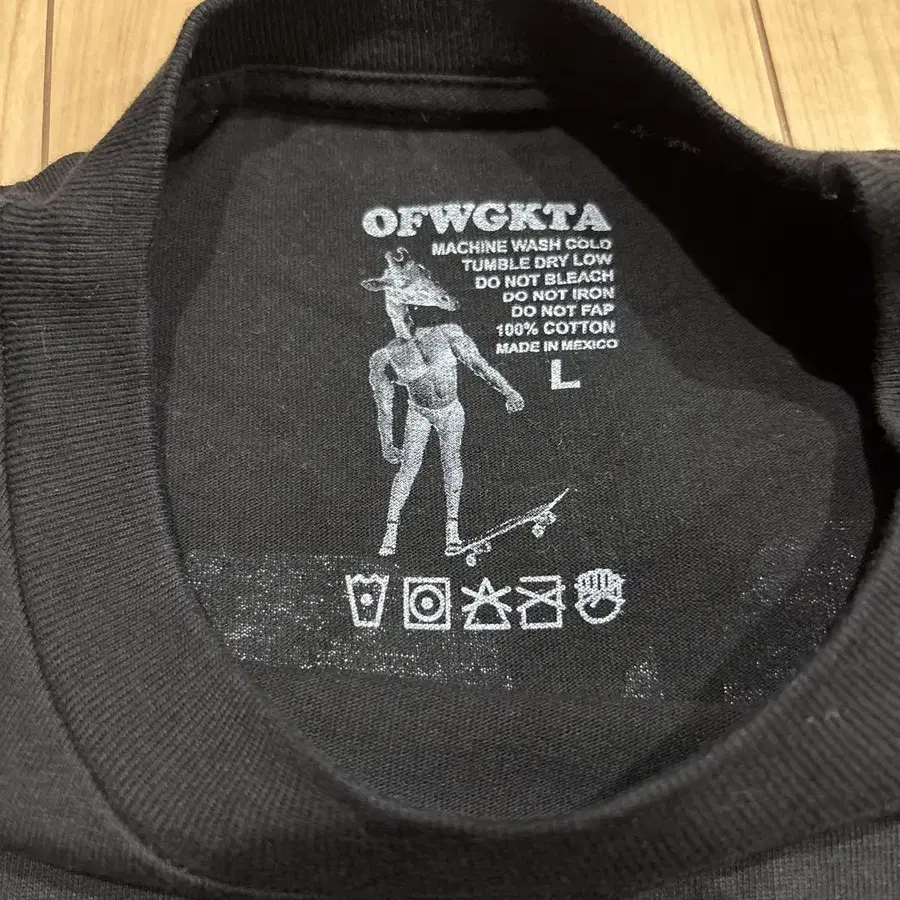 OFWGKTA
MACHINE WASH COLD
TUMBLE DRY LOW
DO NOT BLEACH
DO NOT IRON
DO NOT FAP
100% COTTON
MADE IN MEXICO
L